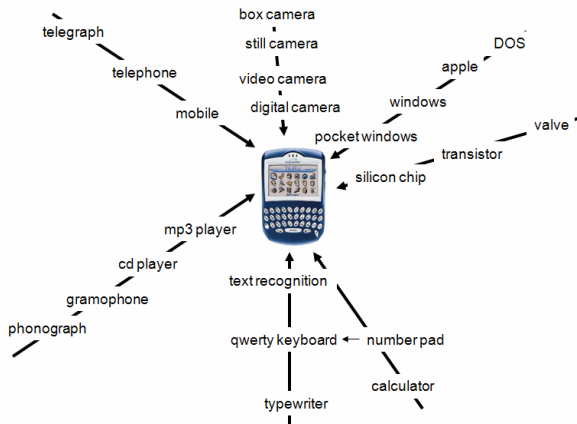 box camera
telegraph
still camera
DOS
telephone
apple
video camera
windows
mobile
digital camera
valve
pocket windows
transistor
silicon chip
mp3 player
cd player
text recognition
gramophone
phonograph
qwerty keyboard
number pad
calculator
typewriter